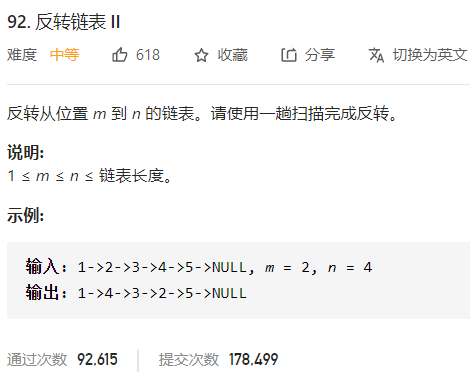 92. 反转链表 II
难度 中等 618 收藏 分享 切换为英文
反转从位置 m 到 n 的链表。请使用一趟扫描完成反转。
说明:
1 ≤ m ≤ n ≤ 链表长度。
示例:
输入: 1->2->3->4->5->NULL, m = 2, n = 4
输出: 1->4->3->2->5->NULL
通过次数 92,615 提交次数 178,499